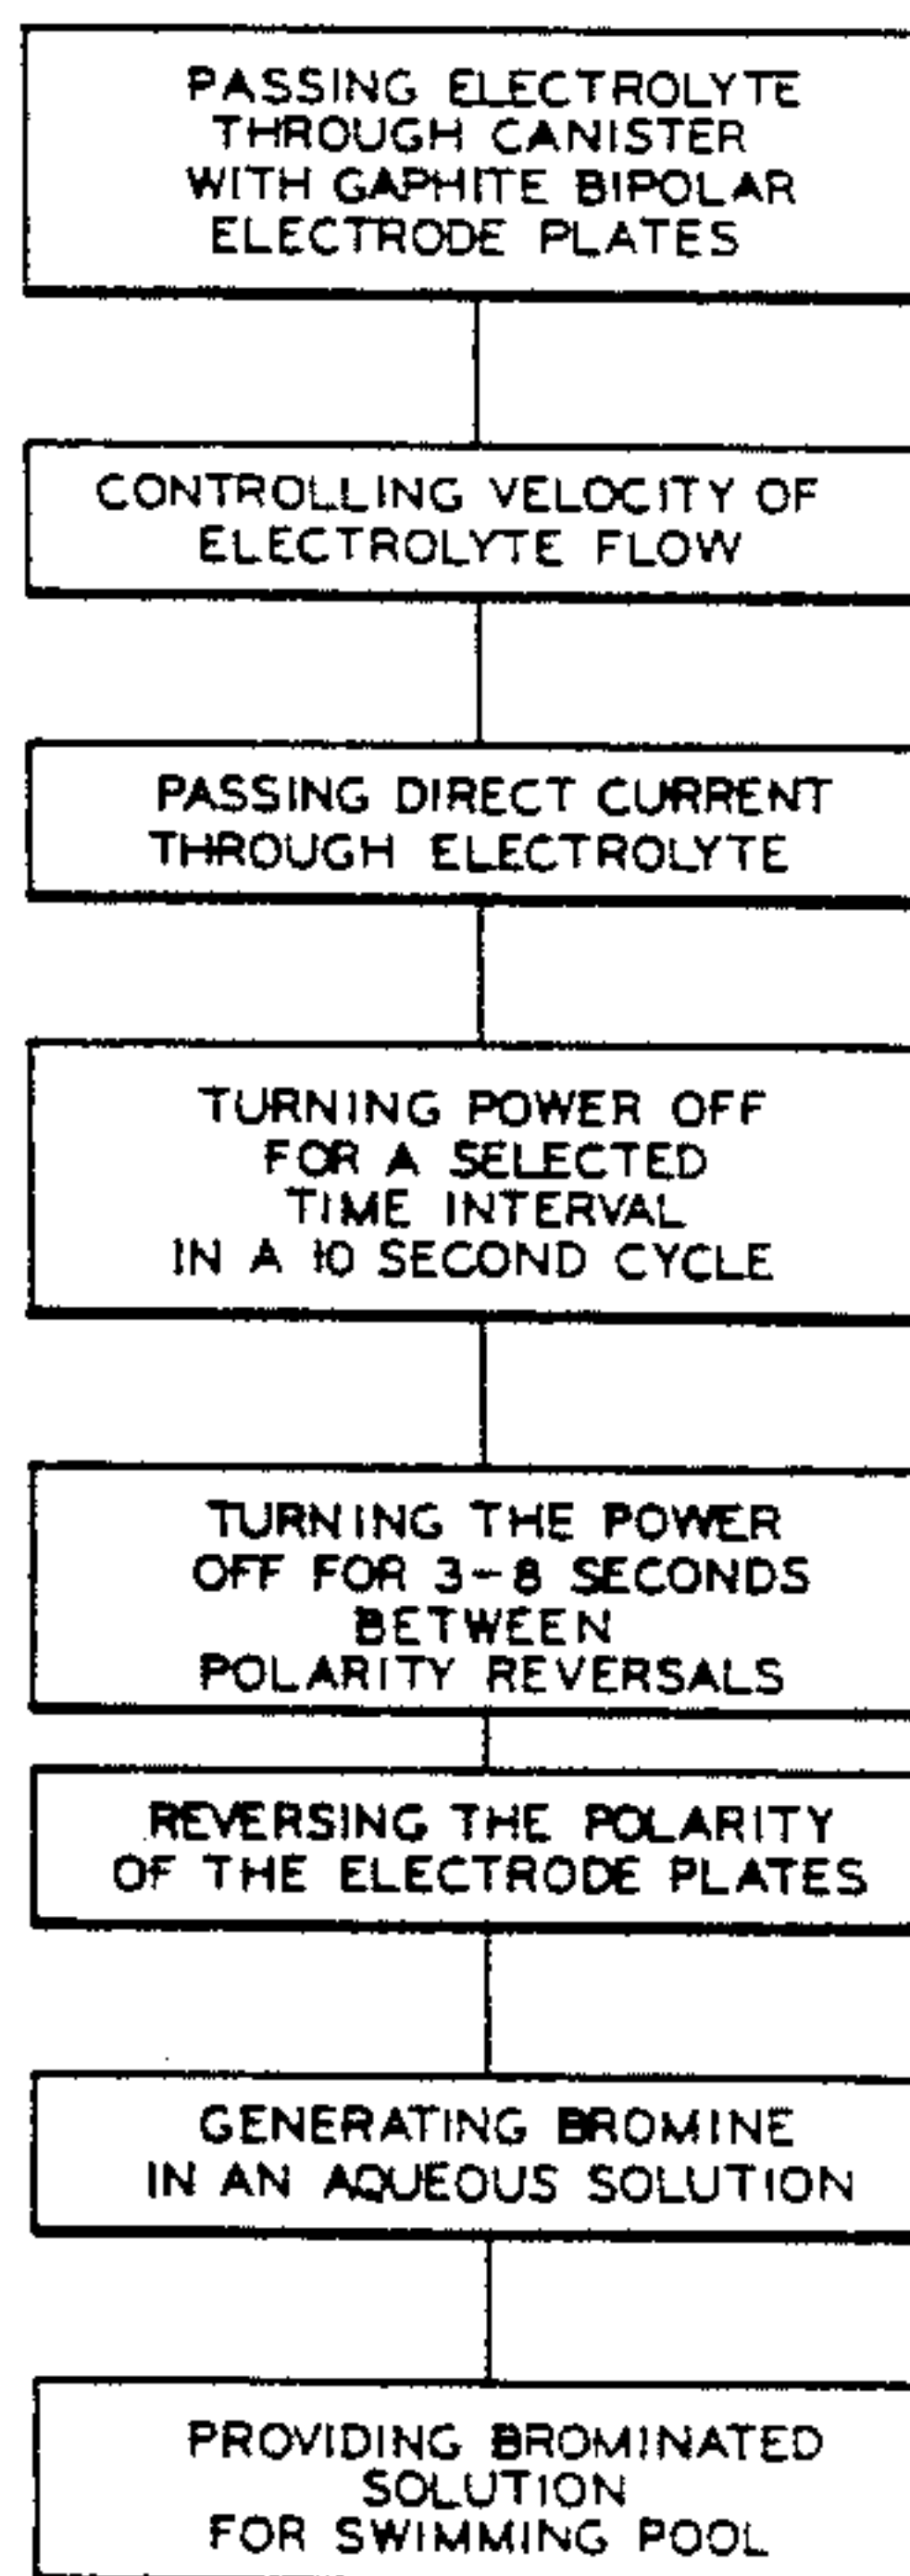 PASSING ELECTROLYTE
THROUGH CANISTER
WITH GAPHITE BIPOLAR
ELECTRODE PLATES
CONTROLLING VELOCITY OF
ELECTROLYTE FLOW
PASSING DIRECT CURRENT
THROUGH ELECTROLYTE
TURNING POWER OFF
FOR A SELECTED
TIME INTERVAL
IN A 10 SECOND CYCLE
TURNING THE POWER
OFF FOR 3-8 SECONDS
BETWEEN
POLARITY REVERSALS
REVERSING THE POLARITY
OF THE ELECTRODE PLATES
GENERATING BROMINE
IN AN AQUEOUS SOLUTION
PROVIDING BROMINATED
SOLUTION
FOR SWIMMING POOL